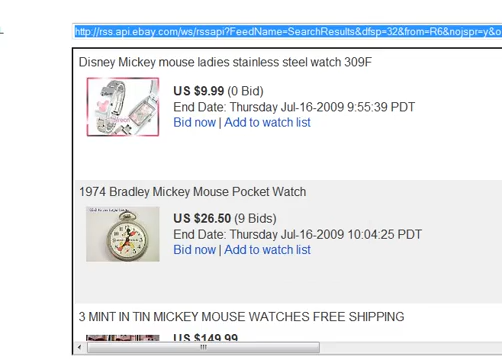 http://rss.api.ebay.com/ws/rssapi?FeedName=SearchResults&dfsp=32&from=R6&nojspr=y&o
Disney Mickey mouse ladies stainless steel watch 309F
US $9.99 (0 Bid)
End Date: Thursday Jul-16-2009 9:55:39 PDT
Bid now | Add to watch list
1974 Bradley Mickey Mouse Pocket Watch
US $26.50 (9 Bids)
End Date: Thursday Jul-16-2009 10:04:25 PDT
Bid now | Add to watch list
3 MINT IN TIN MICKEY MOUSE WATCHES FREE SHIPPING
US $149.99